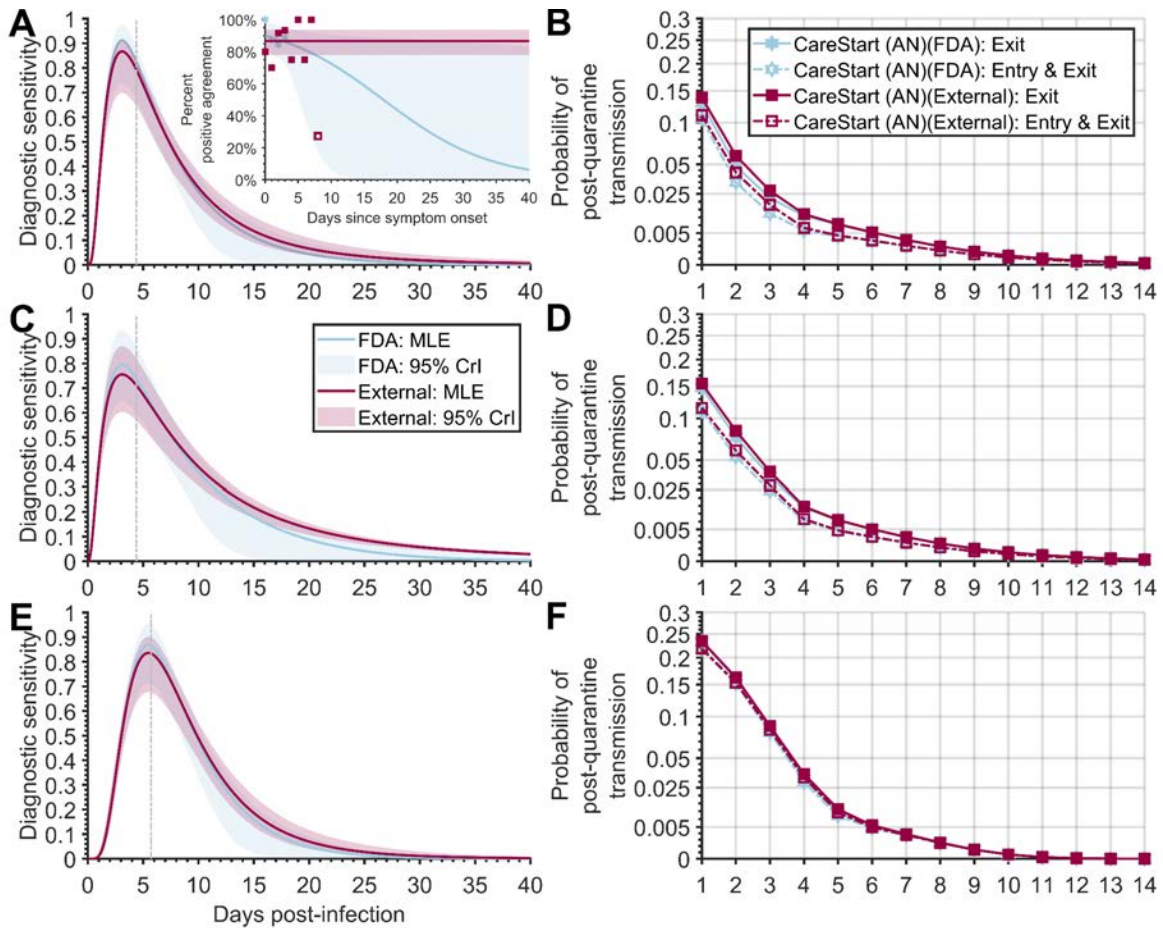 A
Diagnostic sensitivity
1
0.9
0.8
0.7
0.6
0.5
0.4
0.3
0.2
0.1
0
0 5 10 15 20 25 30 35 40
Percent
positive agreement
100%
80%
60%
40%
20%
0%
0 5 10 15 20 25 30 35 40
Days since symptom onset
B
Probability of
post-quarantine
transmission
0.3
0.25
0.2
0.15
0.1
0.05
0.025
0.005
0
1 2 3 4 5 6 7 8 9 10 11 12 13 14
CareStart (AN)(FDA): Exit
CareStart (AN)(FDA): Entry & Exit
CareStart (AN)(External): Exit
CareStart (AN)(External): Entry & Exit
C
Diagnostic sensitivity
1
0.9
0.8
0.7
0.6
0.5
0.4
0.3
0.2
0.1
0
0 5 10 15 20 25 30 35 40
FDA: MLE
FDA: 95% CrI
External: MLE
External: 95% CrI
D
Probability of
post-quarantine
transmission
0.3
0.25
0.2
0.15
0.1
0.05
0.025
0.005
0
1 2 3 4 5 6 7 8 9 10 11 12 13 14
E
Diagnostic sensitivity
1
0.9
0.8
0.7
0.6
0.5
0.4
0.3
0.2
0.1
0
0 5 10 15 20 25 30 35 40
Days post-infection
F
Probability of
post-quarantine
transmission
0.3
0.25
0.2
0.15
0.1
0.05
0.025
0.005
0
1 2 3 4 5 6 7 8 9 10 11 12 13 14